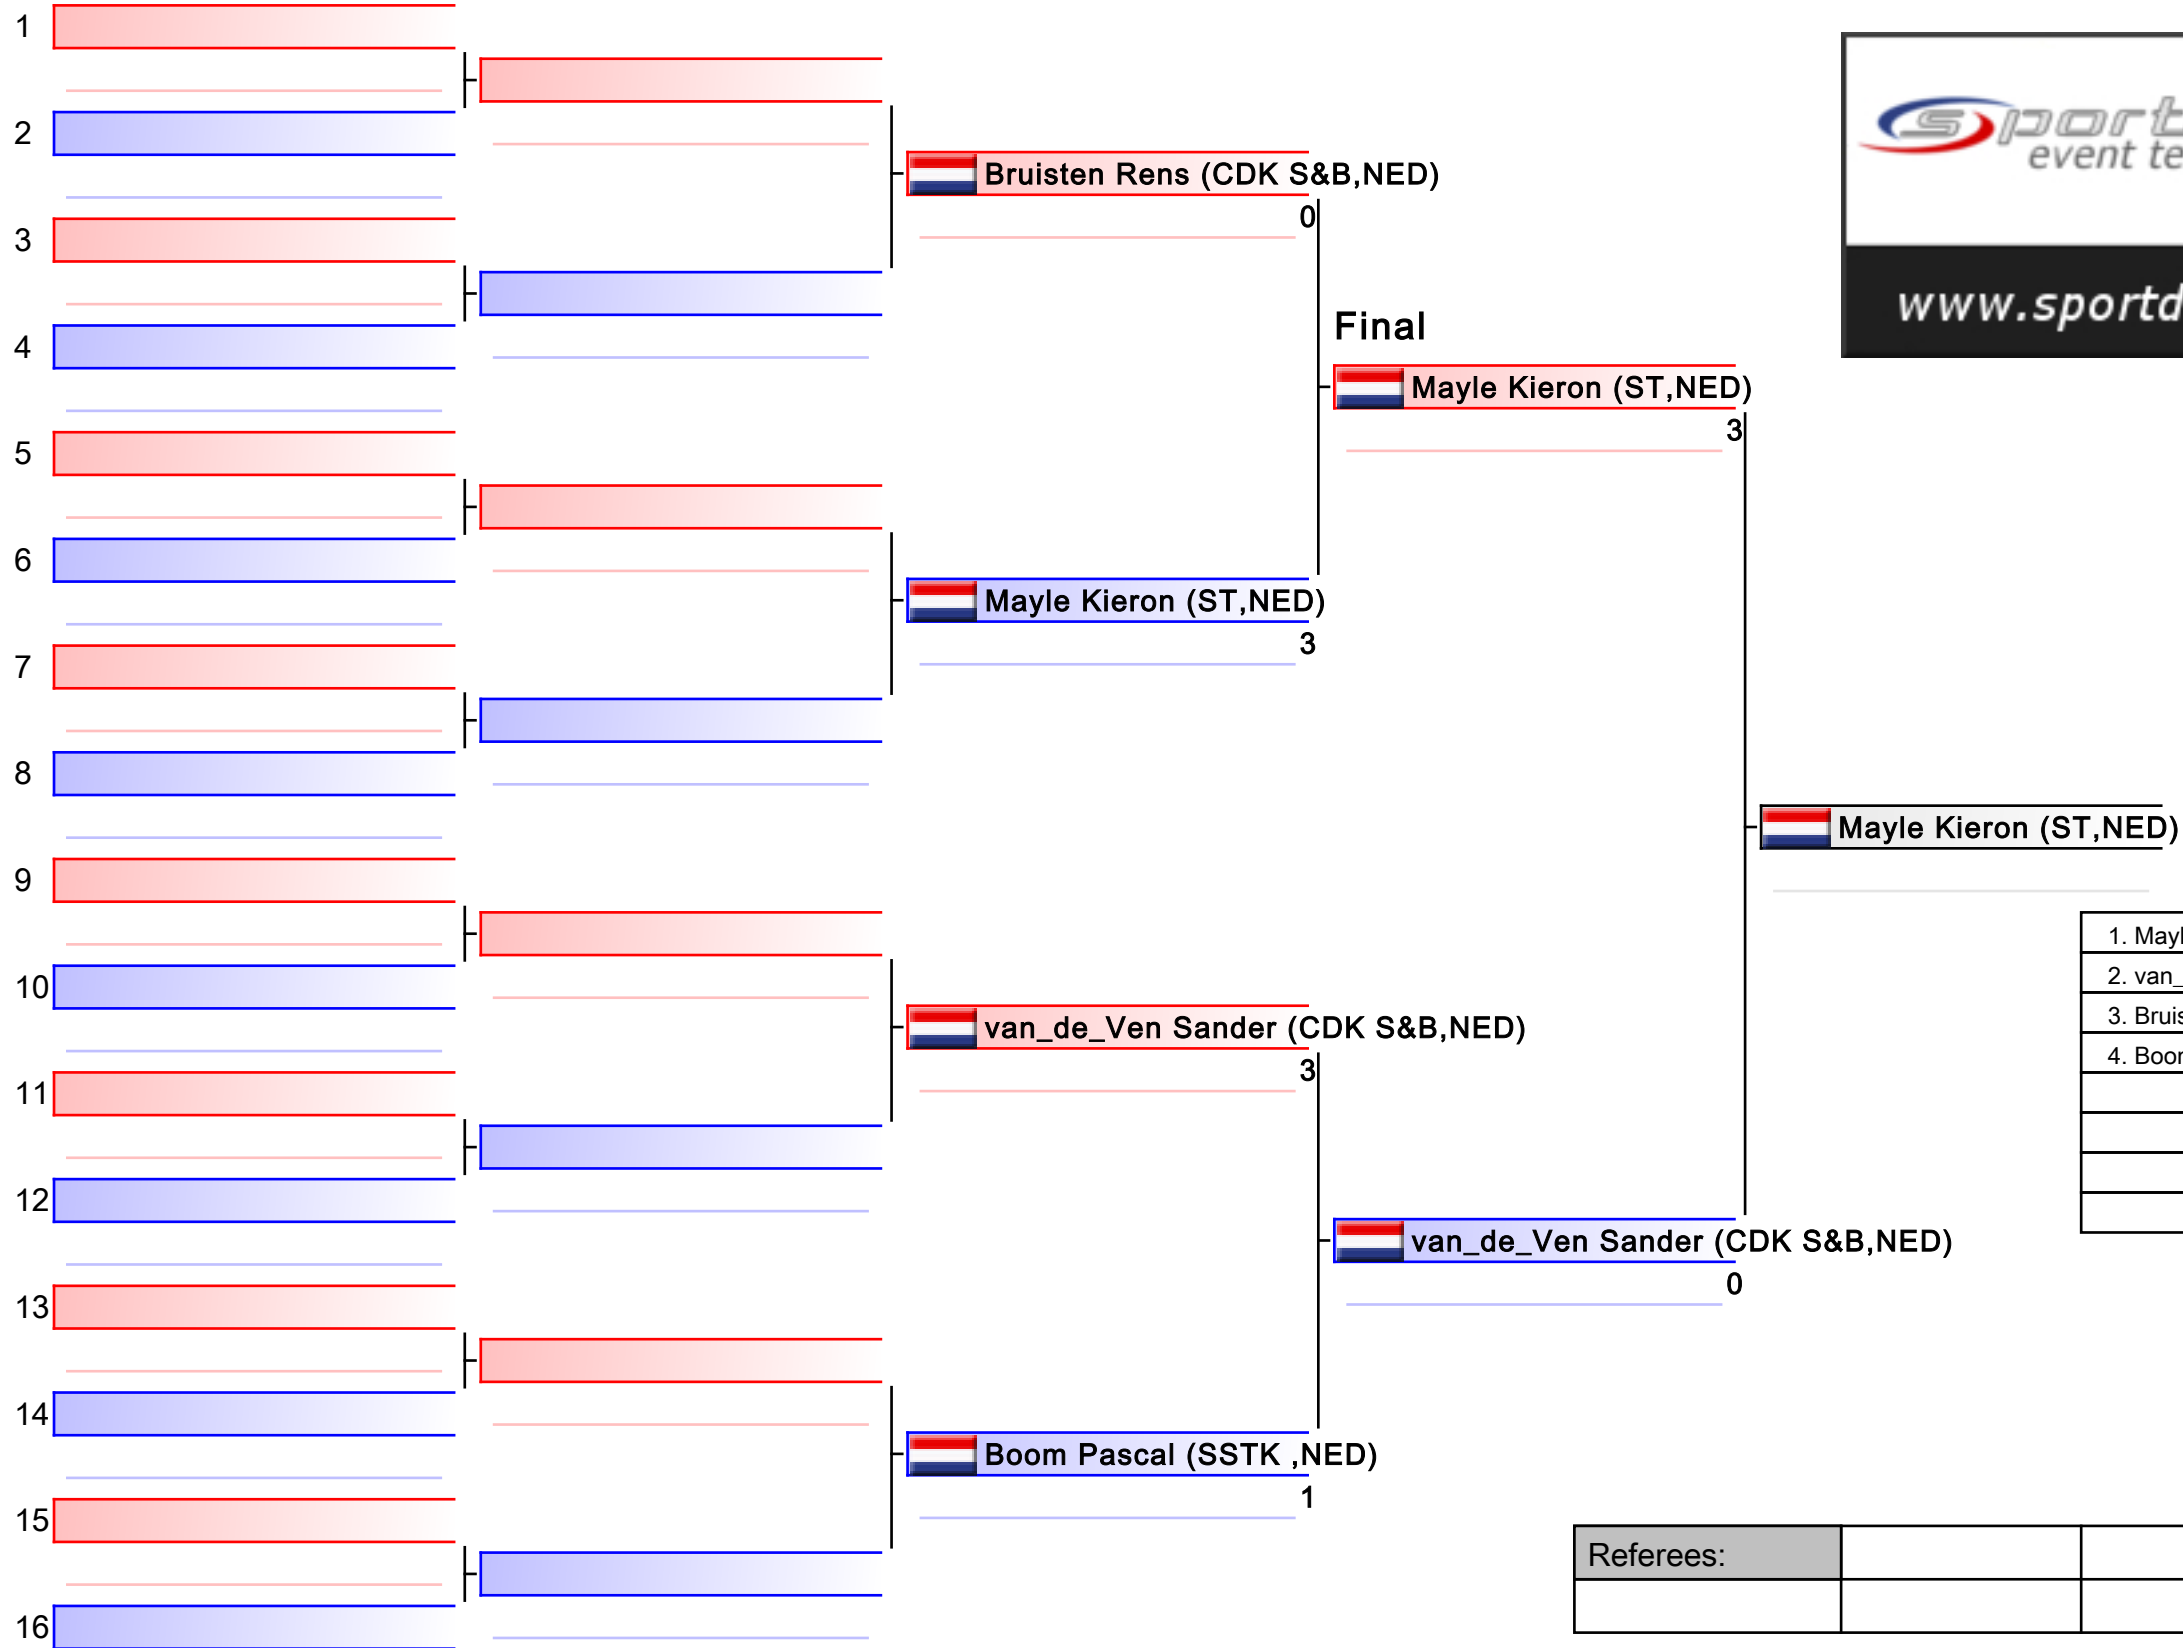 1
2
3
4
5
6
7
8
9
10
11
12
13
14
15
16
Bruisten Rens (CDK S&B,NED)
0
Mayle Kieron (ST,NED)
3
van_de_Ven Sander (CDK S&B,NED)
3
Boom Pascal (SSTK ,NED)
1
Final
Mayle Kieron (ST,NED)
3
van_de_Ven Sander (CDK S&B,NED)
0
Mayle Kieron (ST,NED)
sport
event te
www.sportd
1. Mayl
2. van_
3. Bruis
4. Boom
Referees: